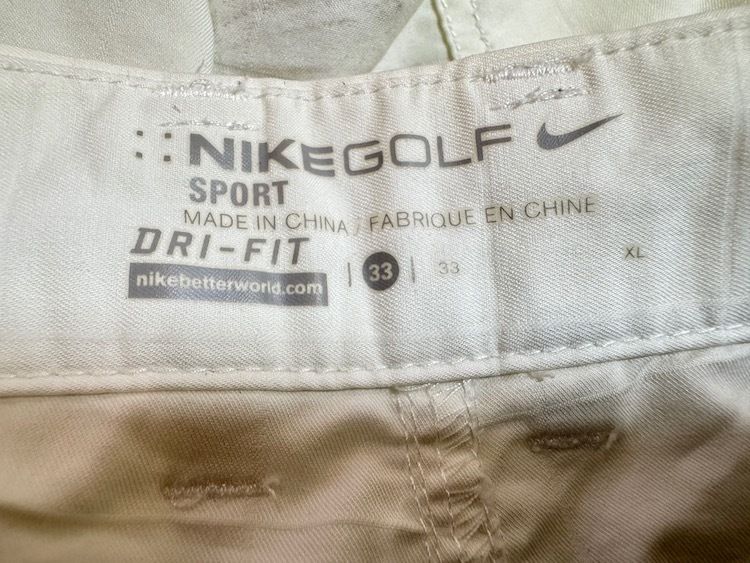 NIKEGOLF
SPORT
MADE IN CHINA / FABRIQUE EN CHINE
DRI-FIT
nikebetterworld.com
| 33 | 33 XL